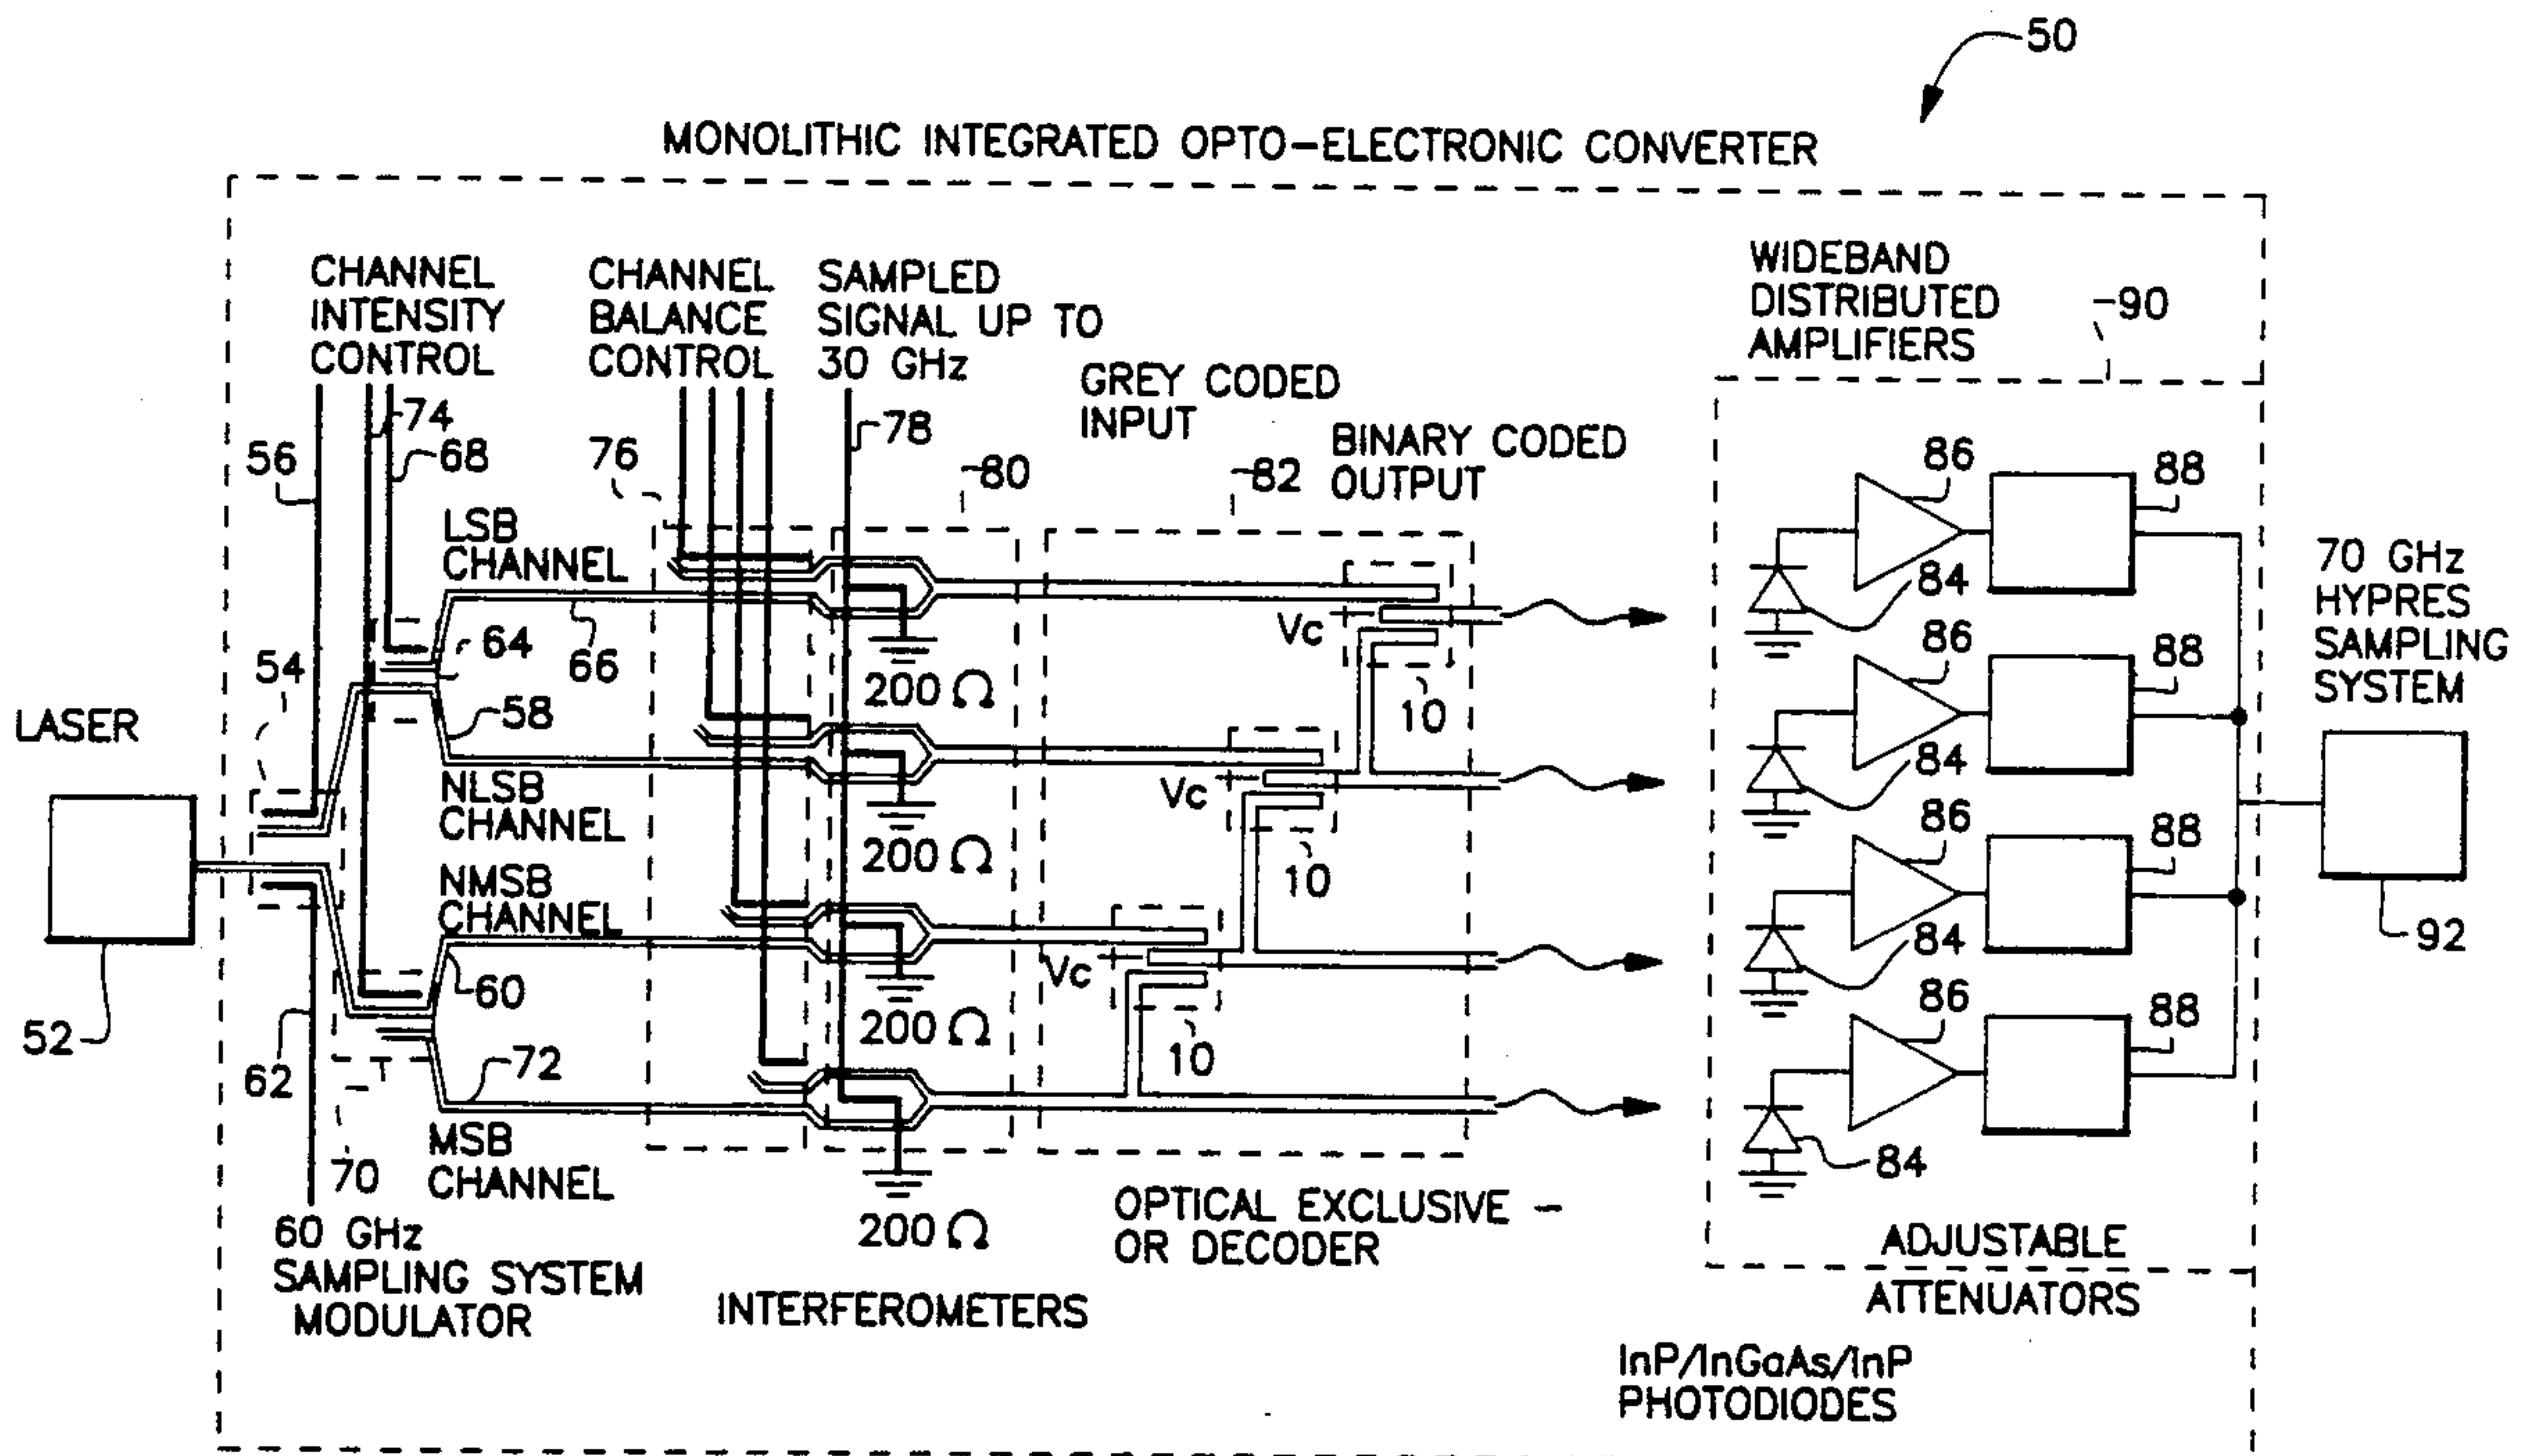 50
MONOLITHIC INTEGRATED OPTO-ELECTRONIC CONVERTER
CHANNEL
INTENSITY
CONTROL
CHANNEL
BALANCE
CONTROL
SAMPLED
SIGNAL UP TO
30 GHz
GREY CODED
INPUT
BINARY CODED
OUTPUT
WIDEBAND
DISTRIBUTED
AMPLIFIERS
90
74
68
56
76
78
80
82
LSB
CHANNEL
64
66
54
58
LASER
NLSB
CHANNEL
NMSB
CHANNEL
60
52
62
72
70
MSB
CHANNEL
60 GHz
SAMPLING SYSTEM
MODULATOR
200 Ω
200 Ω
200 Ω
200 Ω
INTERFEROMETERS
Vc
10
Vc
10
Vc
10
OPTICAL EXCLUSIVE -
OR DECODER
86
88
84
86
88
84
86
88
84
86
88
84
70 GHz
HYPRES
SAMPLING
SYSTEM
92
ADJUSTABLE
ATTENUATORS
InP/InGaAs/InP
PHOTODIODES